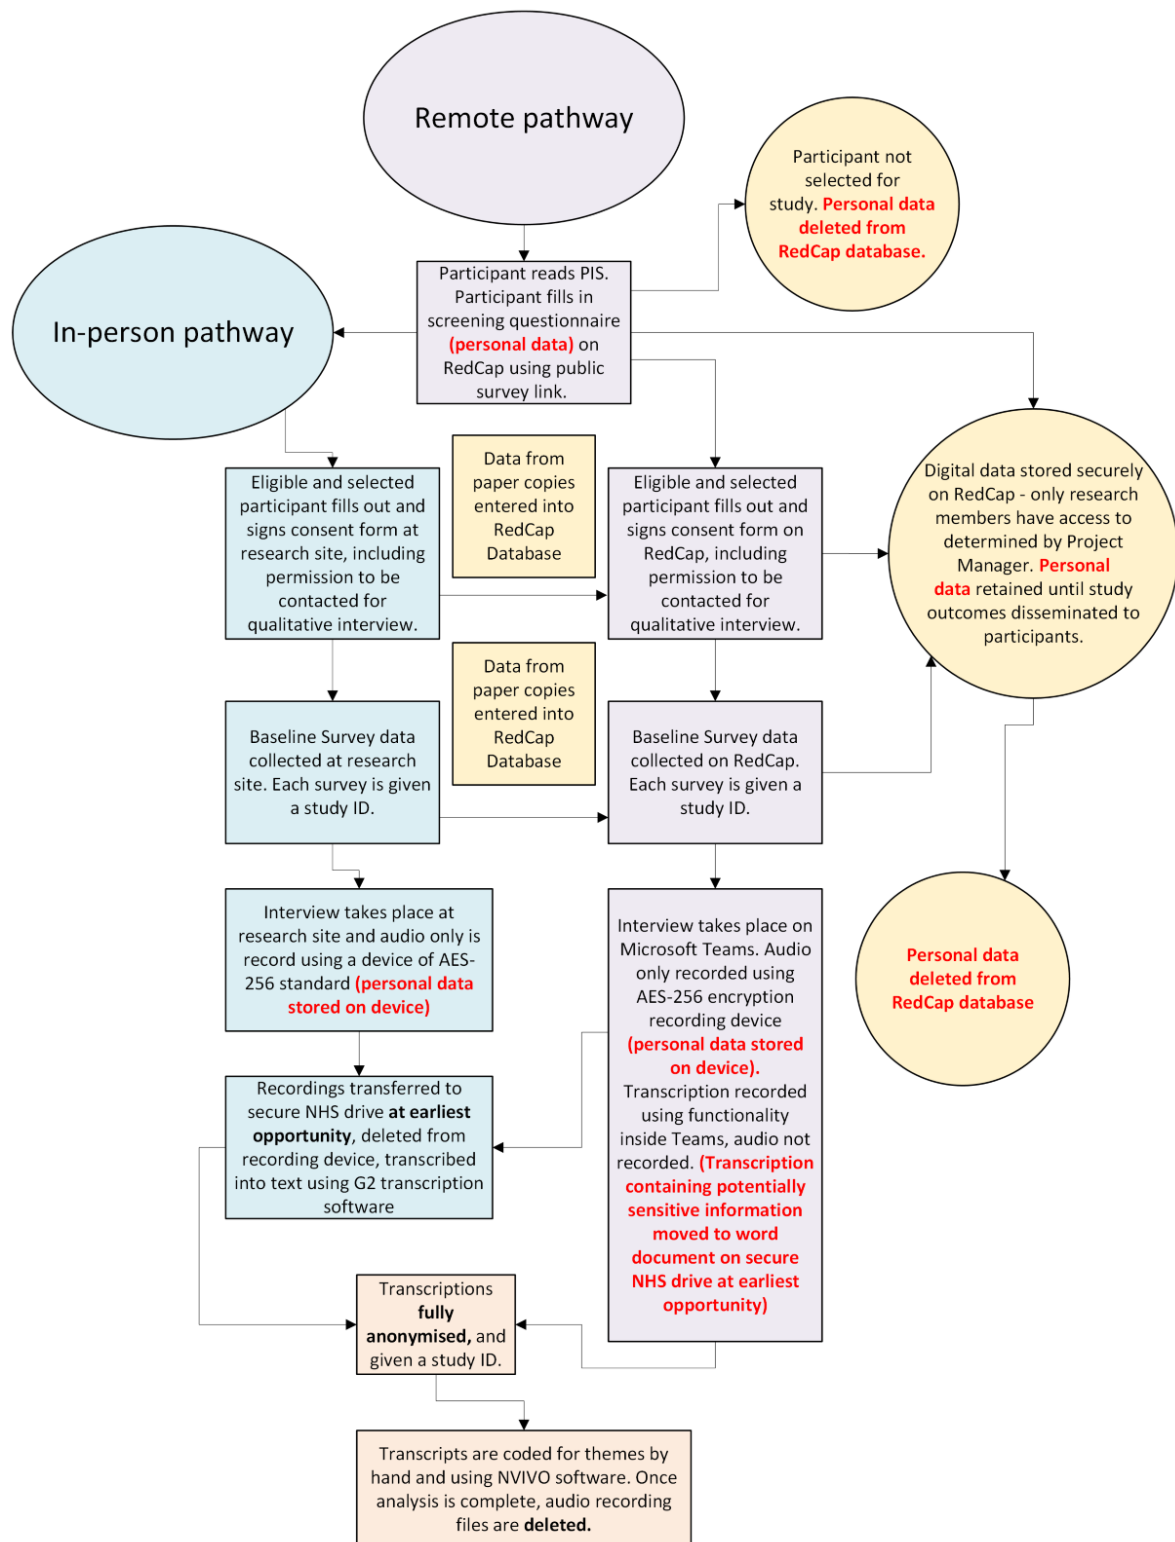 Remote pathway
Participant not
selected for
study. Personal data
deleted from
RedCap database.
Participant reads PIS.
Participant fills in
screening questionnaire
(personal data) on
RedCap using public
survey link.
In-person pathway
Eligible and selected
participant fills out and
signs consent form at
research site, including
permission to be
contacted for
qualitative interview.
Data from
paper copies
entered into
RedCap
Database
Eligible and selected
participant fills out and
signs consent form on
RedCap, including
permission to be
contacted for
qualitative interview.
Digital data stored securely
on RedCap - only research
members have access to
determined by Project
Manager. Personal
data retained until study
outcomes disseminated to
participants.
Baseline Survey data
collected at research
site. Each survey is given
a study ID.
Data from
paper copies
entered into
RedCap
Database
Baseline Survey data
collected on RedCap.
Each survey is given a
study ID.
Interview takes place at
research site and audio only is
record using a device of AES-
256 standard (personal data
stored on device)
Interview takes place on
Microsoft Teams. Audio
only recorded using
AES-256 encryption
recording device
(personal data stored
on device).
Transcription recorded
using functionality
inside Teams, audio not
recorded. (Transcription
containing potentially
sensitive information
moved to word
document on secure
NHS drive at earliest
opportunity)
Personal data
deleted from
RedCap database
Recordings transferred to
secure NHS drive at earliest
opportunity, deleted from
recording device, transcribed
into text using G2 transcription
software
Transcriptions
fully
anonymised, and
given a study ID.
Transcripts are coded for themes by
hand and using NVIVO software. Once
analysis is complete, audio recording
files are deleted.